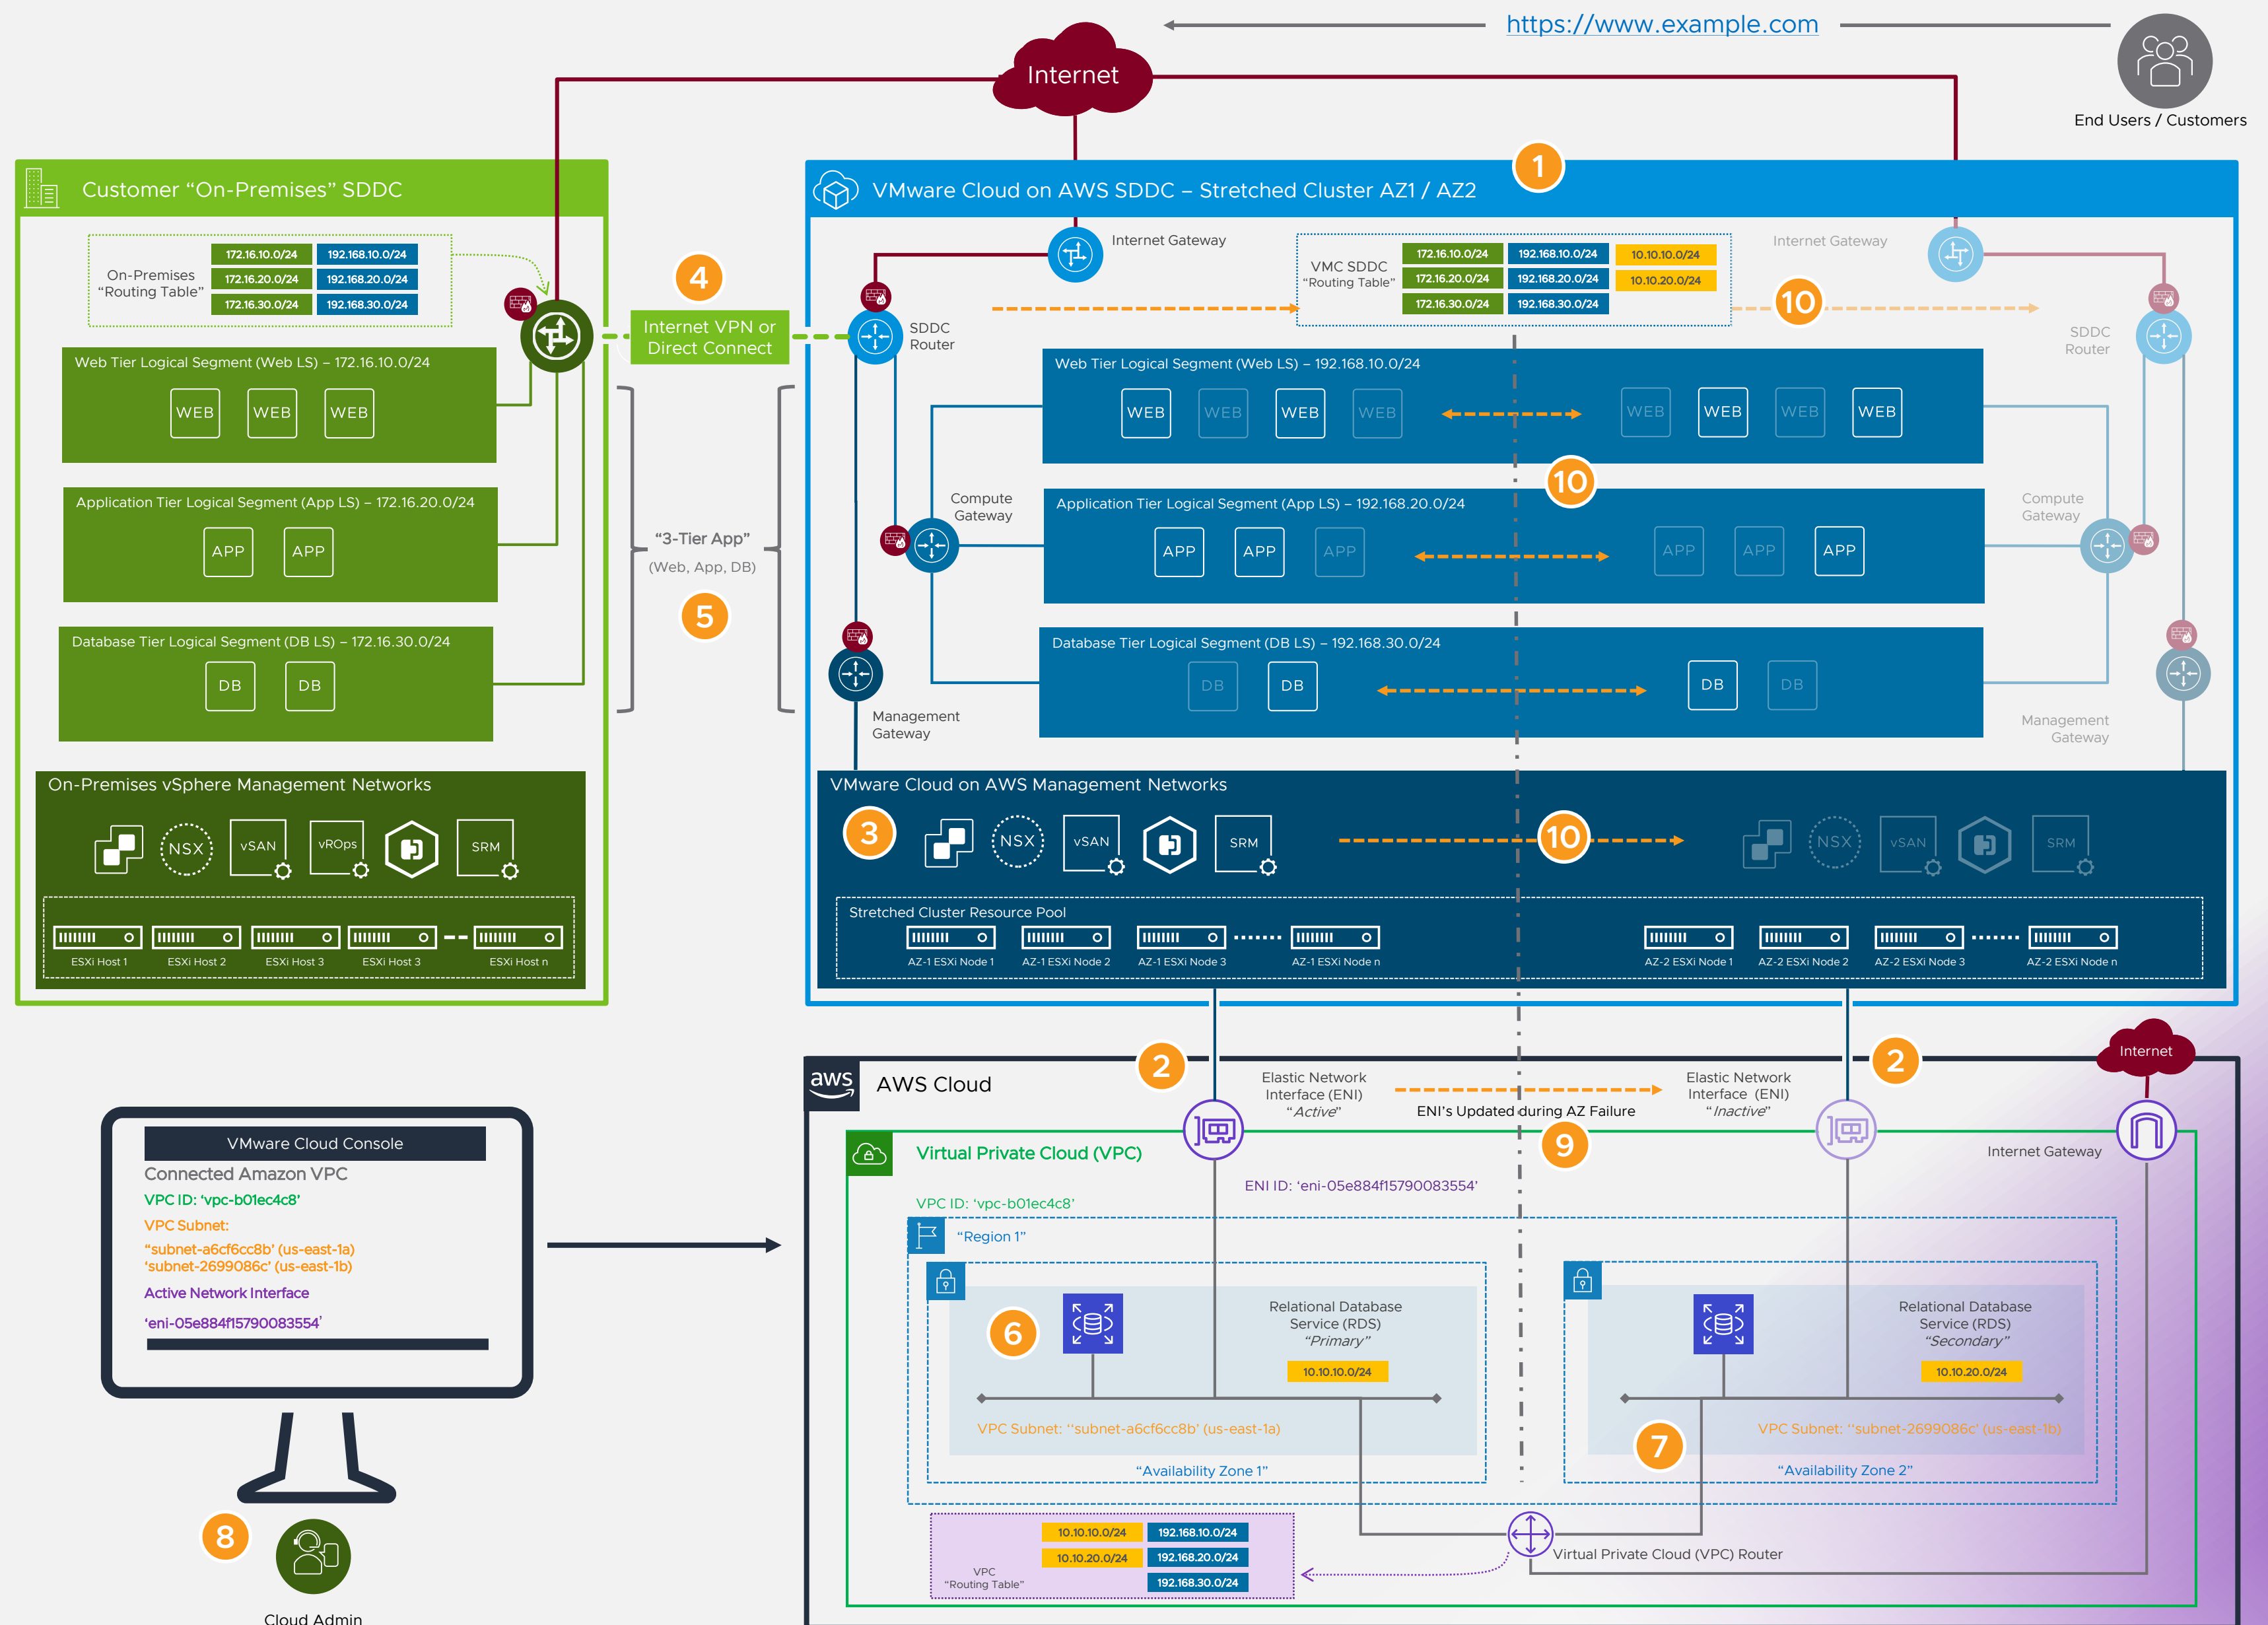 https://www.example.com
Internet
End Users / Customers
1
Customer “On-Premises” SDDC
On-Premises
“Routing Table”
172.16.10.0/24
192.168.10.0/24
172.16.20.0/24
192.168.20.0/24
172.16.30.0/24
192.168.30.0/24
Web Tier Logical Segment (Web LS) – 172.16.10.0/24
WEB
WEB
WEB
Application Tier Logical Segment (App LS) – 172.16.20.0/24
APP
APP
Database Tier Logical Segment (DB LS) – 172.16.30.0/24
DB
DB
On-Premises vSphere Management Networks
NSX
vSAN
vROps
SRM
ESXi Host 1
ESXi Host 2
ESXi Host 3
ESXi Host 3
ESXi Host n
4
Internet VPN or
Direct Connect
“3-Tier App”
(Web, App, DB)
5
VMware Cloud on AWS SDDC – Stretched Cluster AZ1 / AZ2
Internet Gateway
VMC SDDC
“Routing Table”
172.16.10.0/24
192.168.10.0/24
10.10.10.0/24
172.16.20.0/24
192.168.20.0/24
10.10.20.0/24
172.16.30.0/24
192.168.30.0/24
Internet Gateway
10
SDDC
Router
SDDC
Router
Web Tier Logical Segment (Web LS) – 192.168.10.0/24
WEB
WEB
WEB
WEB
WEB
WEB
WEB
WEB
10
Compute
Gateway
Application Tier Logical Segment (App LS) – 192.168.20.0/24
APP
APP
APP
APP
APP
APP
Compute
Gateway
Database Tier Logical Segment (DB LS) – 192.168.30.0/24
DB
DB
DB
DB
Management
Gateway
Management
Gateway
VMware Cloud on AWS Management Networks
3
NSX
vSAN
SRM
10
NSX
vSAN
SRM
Stretched Cluster Resource Pool
AZ-1 ESXi Node 1
AZ-1 ESXi Node 2
AZ-1 ESXi Node 3
AZ-1 ESXi Node n
AZ-2 ESXi Node 1
AZ-2 ESXi Node 2
AZ-2 ESXi Node 3
AZ-2 ESXi Node n
aws
AWS Cloud
2
Elastic Network
Interface (ENI)
“Active”
ENI’s Updated during AZ Failure
9
Elastic Network
Interface (ENI)
“Inactive”
2
Internet
Internet Gateway
Virtual Private Cloud (VPC)
VPC ID: ‘vpc-b01ec4c8’
ENI ID: ‘eni-05e884f15790083554’
“Region 1”
6
Relational Database
Service (RDS)
“Primary”
10.10.10.0/24
VPC Subnet: ‘‘subnet-a6cf6cc8b’ (us-east-1a)
“Availability Zone 1”
Relational Database
Service (RDS)
“Secondary”
10.10.20.0/24
7
VPC Subnet: ‘‘subnet-2699086c’ (us-east-1b)
“Availability Zone 2”
VPC
“Routing Table”
10.10.10.0/24
192.168.10.0/24
10.10.20.0/24
192.168.20.0/24
192.168.30.0/24
Virtual Private Cloud (VPC) Router
VMware Cloud Console
Connected Amazon VPC
VPC ID: ‘vpc-b01ec4c8’
VPC Subnet:
“subnet-a6cf6cc8b’ (us-east-1a)
‘subnet-2699086c’ (us-east-1b)
Active Network Interface
‘eni-05e884f15790083554’
8
Cloud Admin